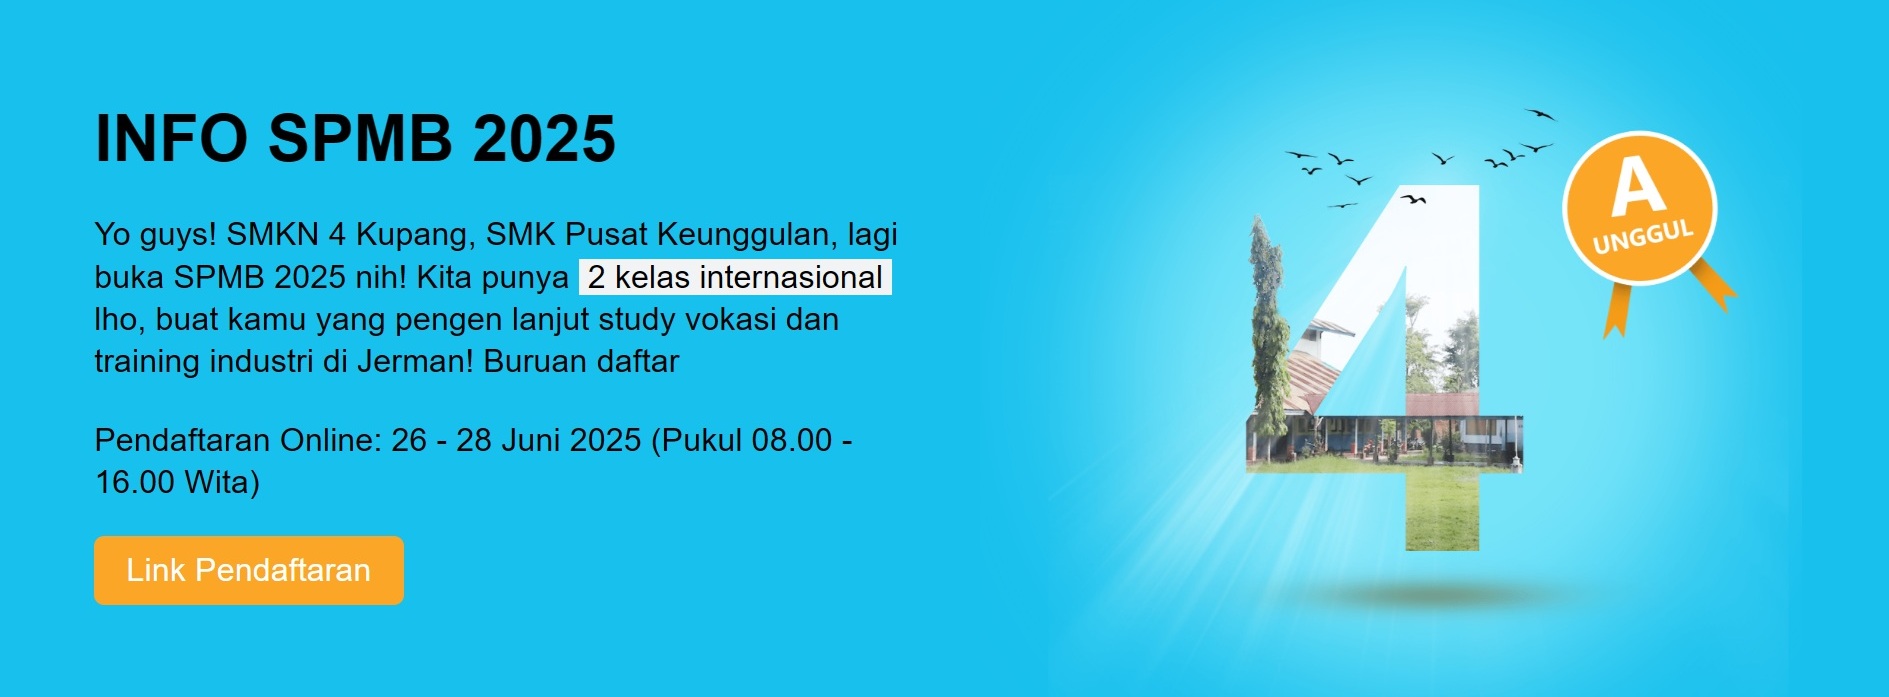 INFO SPMB 2025
Yo guys! SMKN 4 Kupang, SMK Pusat Keunggulan, lagi
buka SPMB 2025 nih! Kita punya 2 kelas internasional
lho, buat kamu yang pengen lanjut study vokasi dan
training industri di Jerman! Buruan daftar
Pendaftaran Online: 26 - 28 Juni 2025 (Pukul 08.00 -
16.00 Wita)
Link Pendaftaran
4
A
UNGGUL